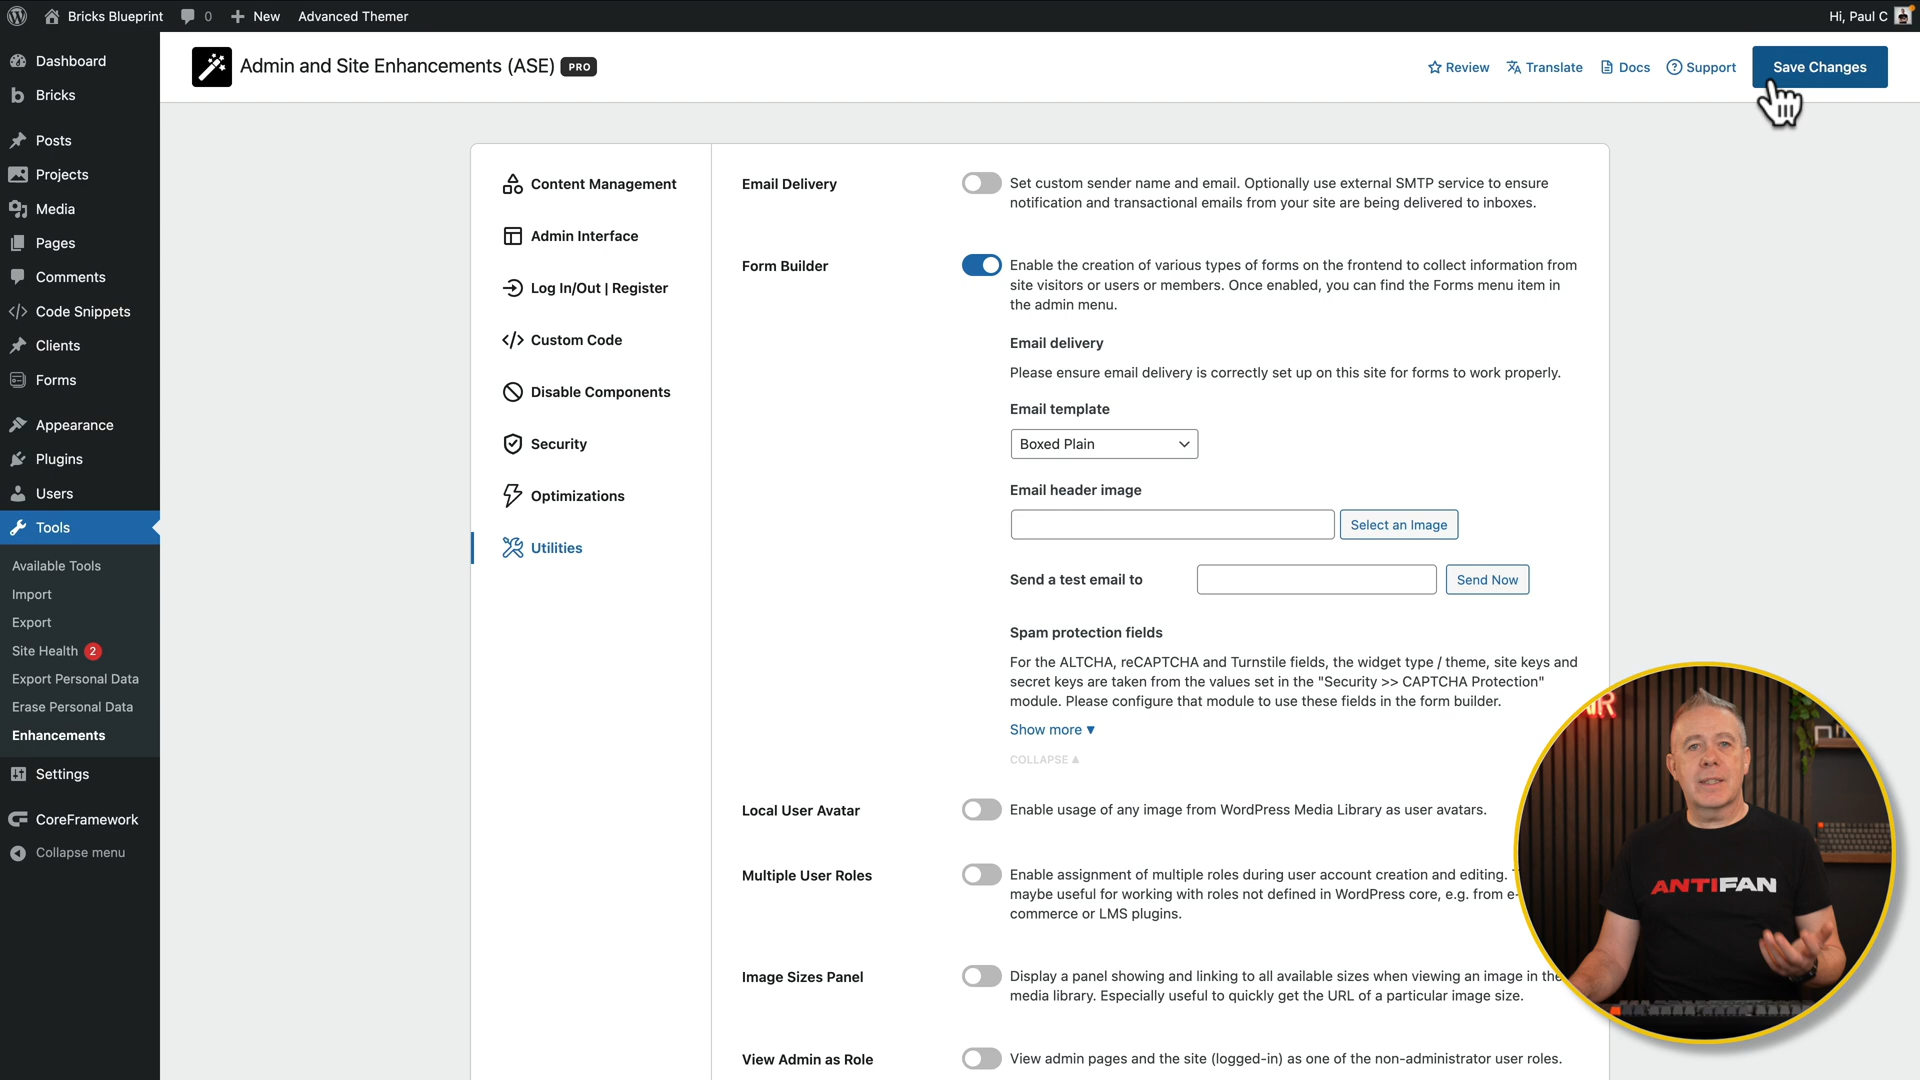 Bricks Blueprint
0
New
Advanced Themer
Hi, Paul C
Dashboard
Bricks
Posts
Projects
Media
Pages
Comments
Code Snippets
Clients
Forms
Appearance
Plugins
Users
Tools
Available Tools
Import
Export
Site Health 2
Export Personal Data
Erase Personal Data
Enhancements
Settings
CoreFramework
Collapse menu
Admin and Site Enhancements (ASE) PRO
Review
Translate
Docs
Support
Save Changes
Content Management
Admin Interface
Log In/Out | Register
Custom Code
Disable Components
Security
Optimizations
Utilities
Email Delivery
Set custom sender name and email. Optionally use external SMTP service to ensure
notification and transactional emails from your site are being delivered to inboxes.
Form Builder
Enable the creation of various types of forms on the frontend to collect information from
site visitors or users or members. Once enabled, you can find the Forms menu item in
the admin menu.
Email delivery
Please ensure email delivery is correctly set up on this site for forms to work properly.
Email template
Boxed Plain
Email header image
Select an Image
Send a test email to
Send Now
Spam protection fields
For the ALTCHA, reCAPTCHA and Turnstile fields, the widget type / theme, site keys and
secret keys are taken from the values set in the "Security >> CAPTCHA Protection"
module. Please configure that module to use these fields in the form builder.
Show more ▼
COLLAPSE ▲
Local User Avatar
Enable usage of any image from WordPress Media Library as user avatars.
Multiple User Roles
Enable assignment of multiple roles during user account creation and editing.
maybe useful for working with roles not defined in WordPress core, e.g. from e-
commerce or LMS plugins.
Image Sizes Panel
Display a panel showing and linking to all available sizes when viewing an image in the
media library. Especially useful to quickly get the URL of a particular image size.
View Admin as Role
View admin pages and the site (logged-in) as one of the non-administrator user roles.
ANTIFAN